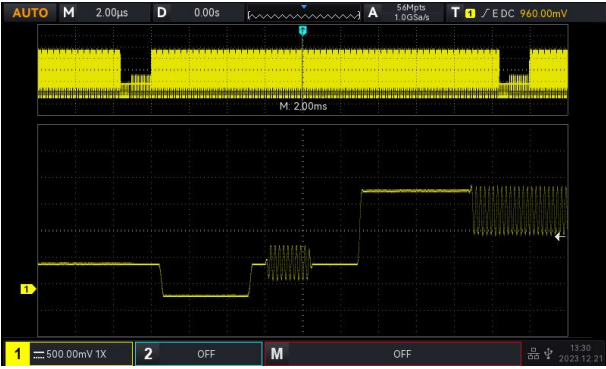 AUTO M 2.00µs D 0.00s A 56Mpts 1.0GSa/s T 1 E DC 960.00mV
T
M: 2.00ms
1
1 500.00mV 1X 2 OFF M OFF 13:30 2023.12.21